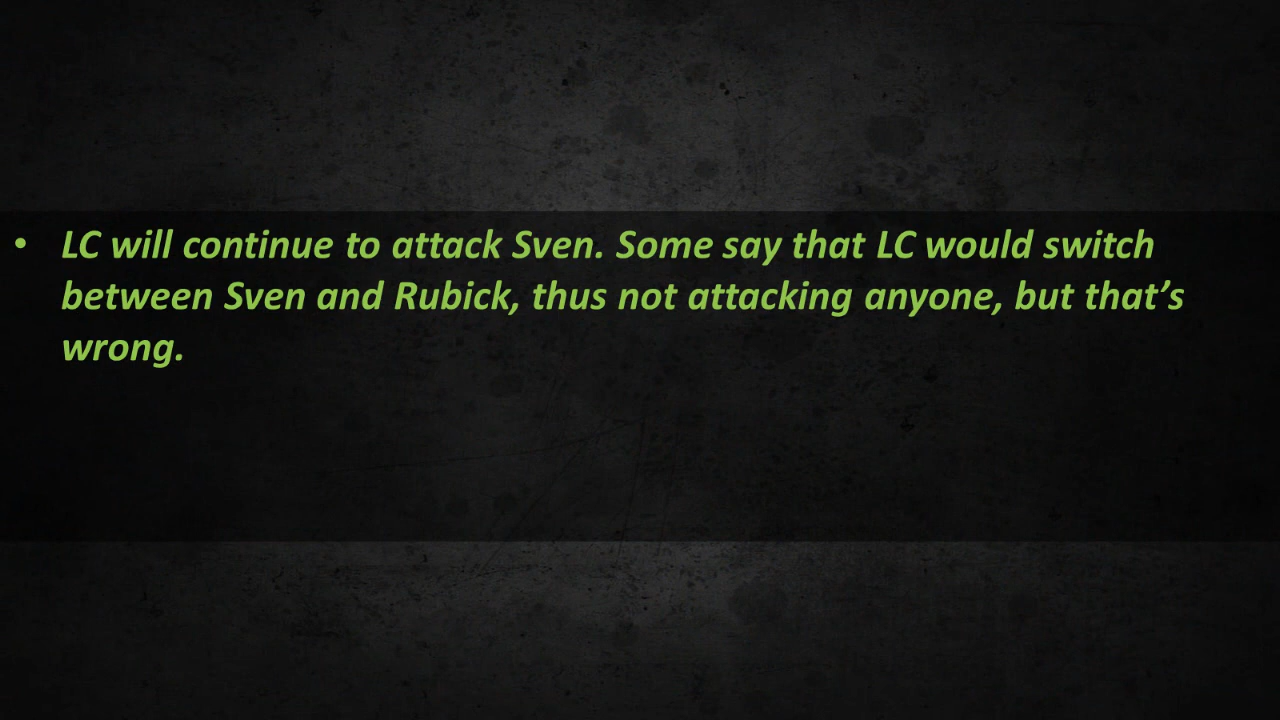 • LC will continue to attack Sven. Some say that LC would switch
between Sven and Rubick, thus not attacking anyone, but that’s
wrong.